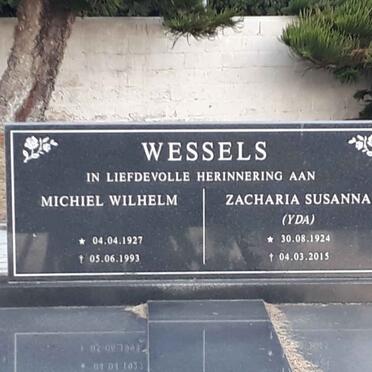 WESSELS
IN LIEFDEVOLLE HERINNERING AAN
MICHIEL WILHELM
★ 04.04.1927
† 05.06.1993
ZACHARIA SUSANNA
(YDA)
★ 30.08.1924
† 04.03.2015